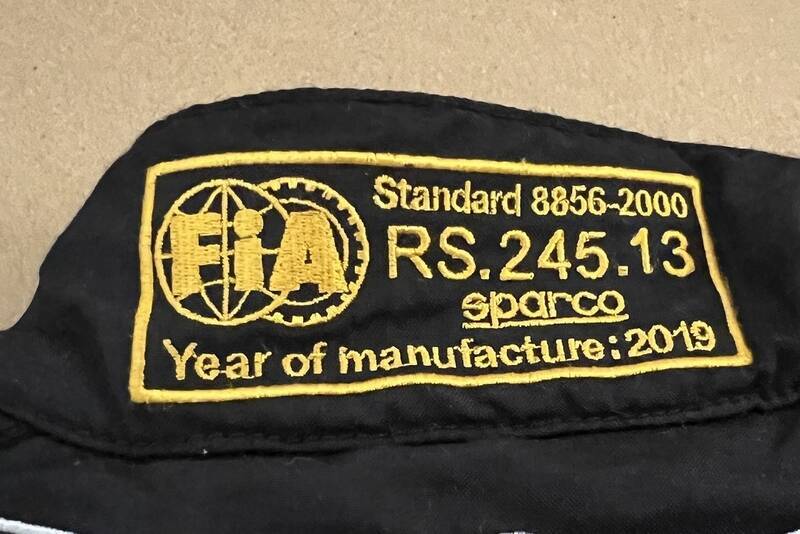 FiA
Standard 8856-2000
RS.245.13
sparco
Year of manufacture: 2019